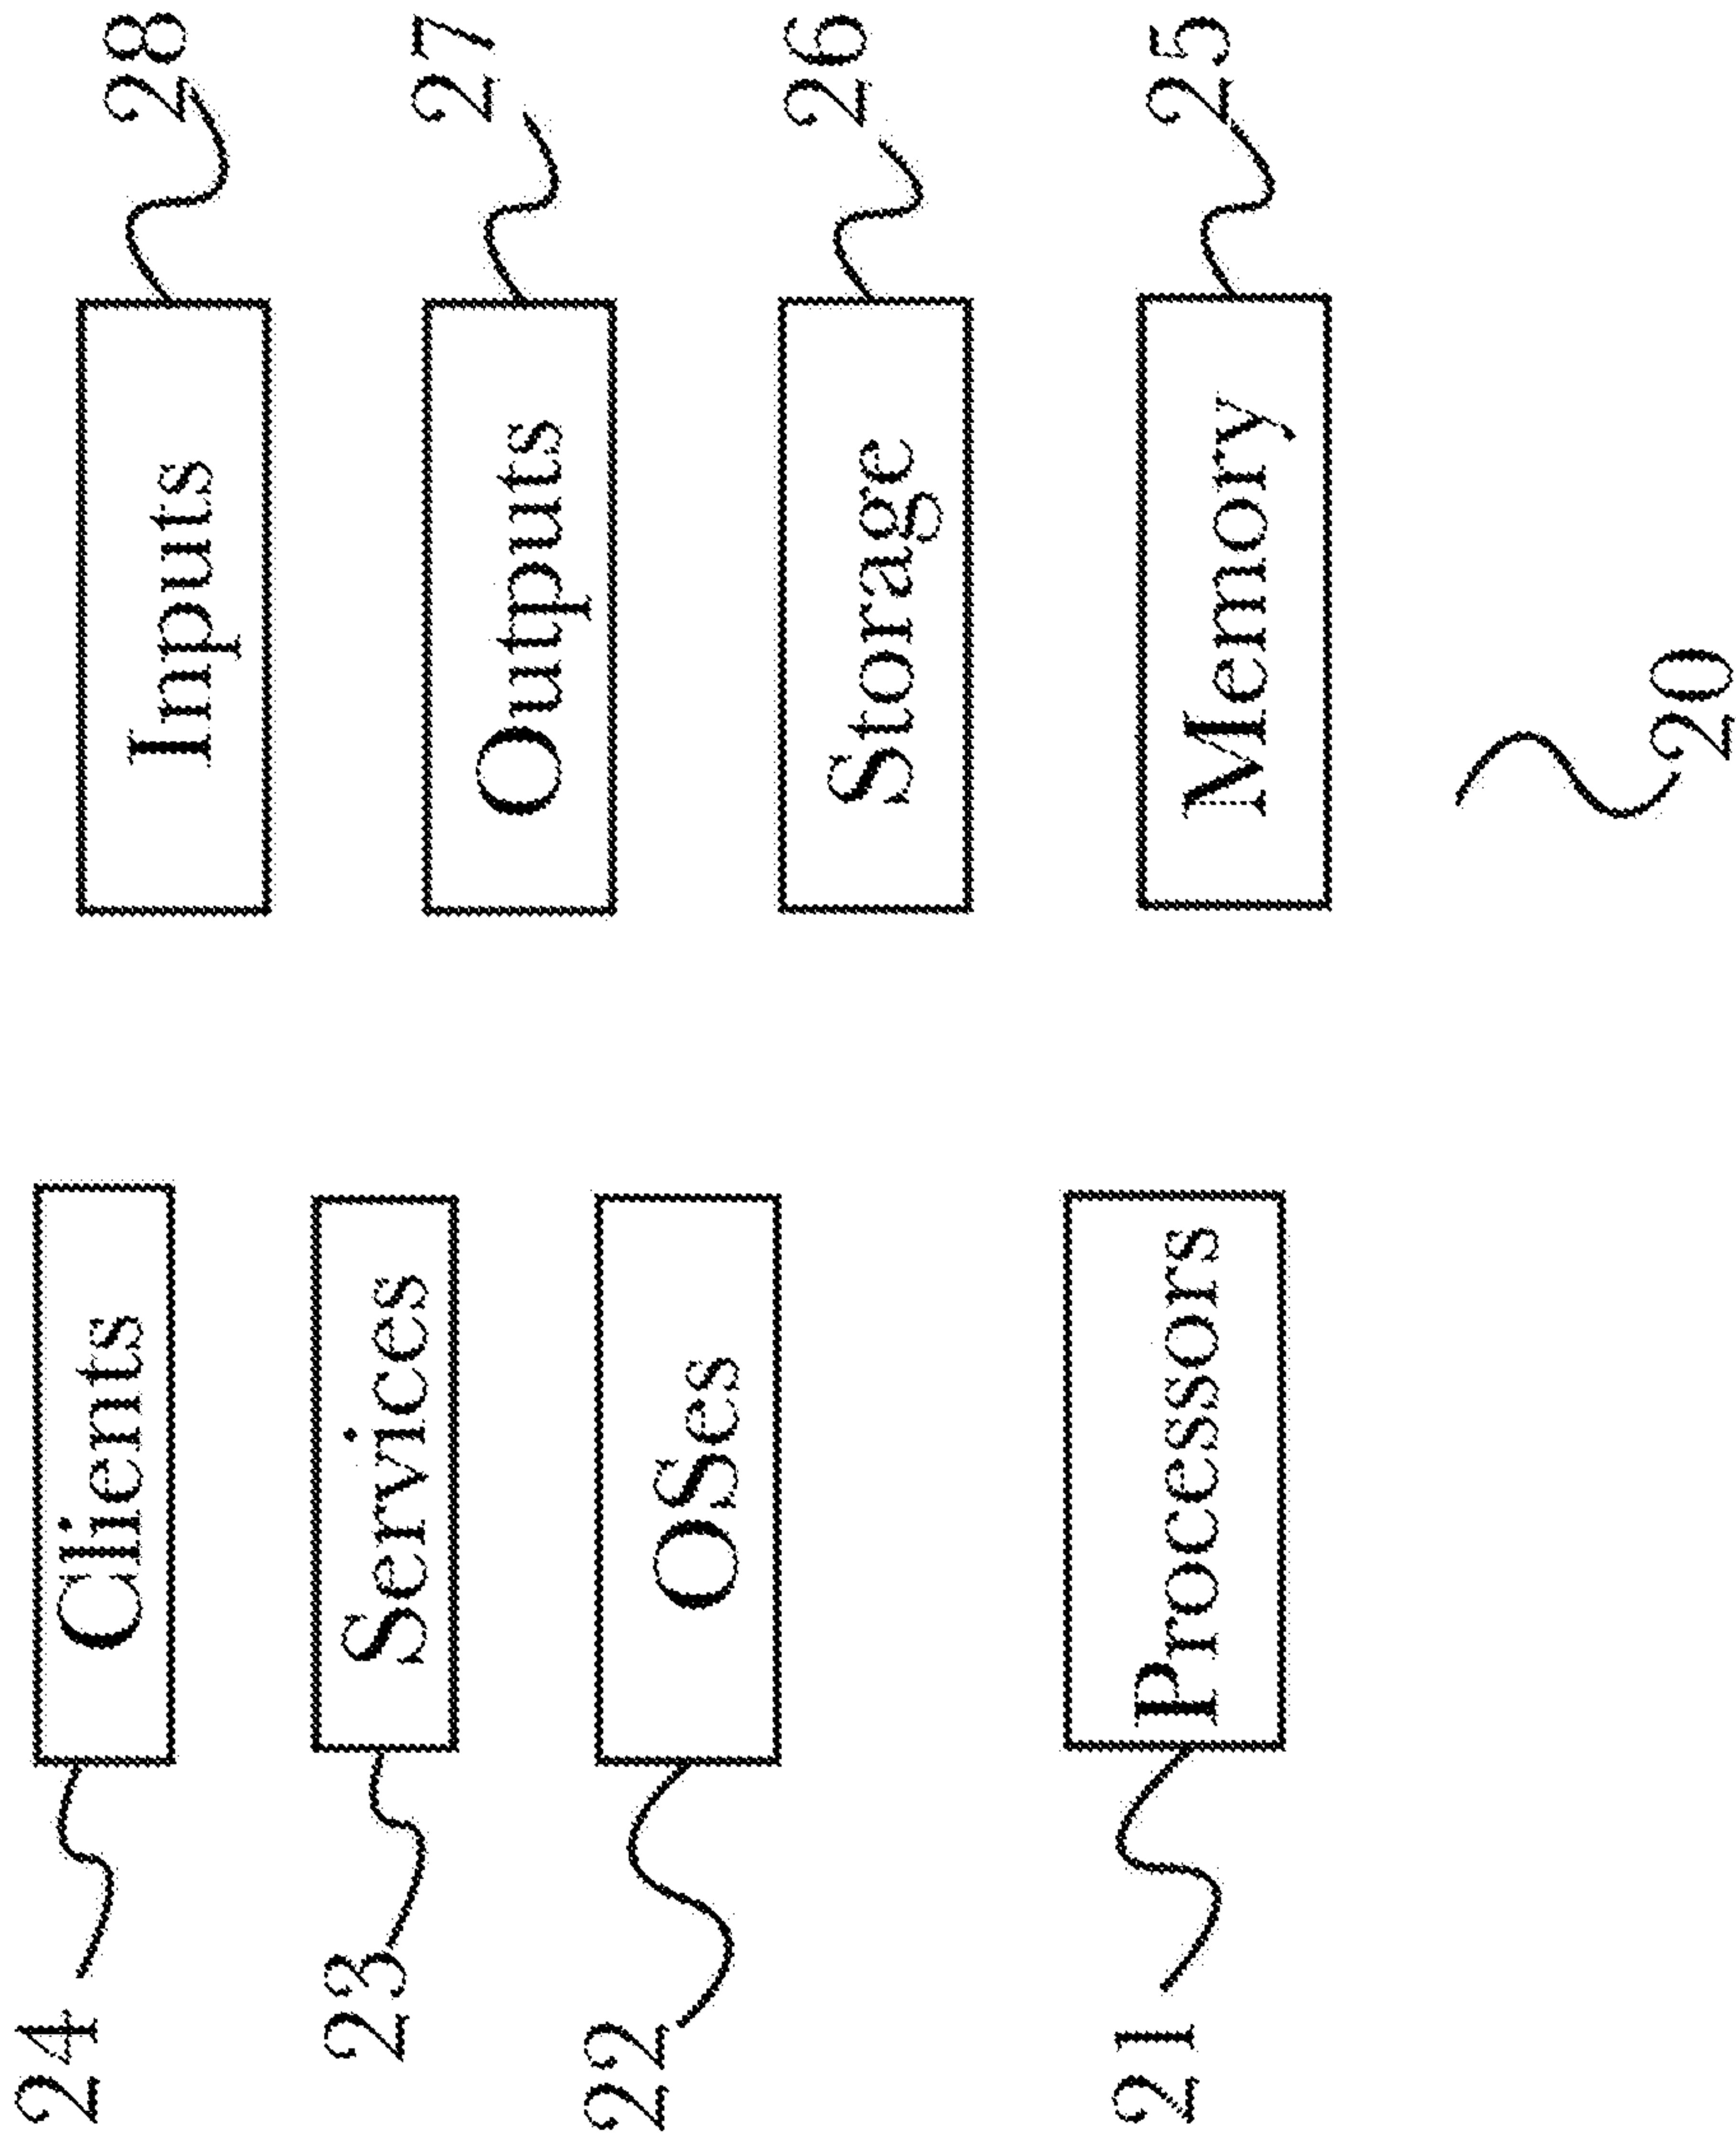 24 Clients
23 Services
22 OSes
21 Processors
Inputs 28
Outputs 27
Storage 26
Memory 25
20